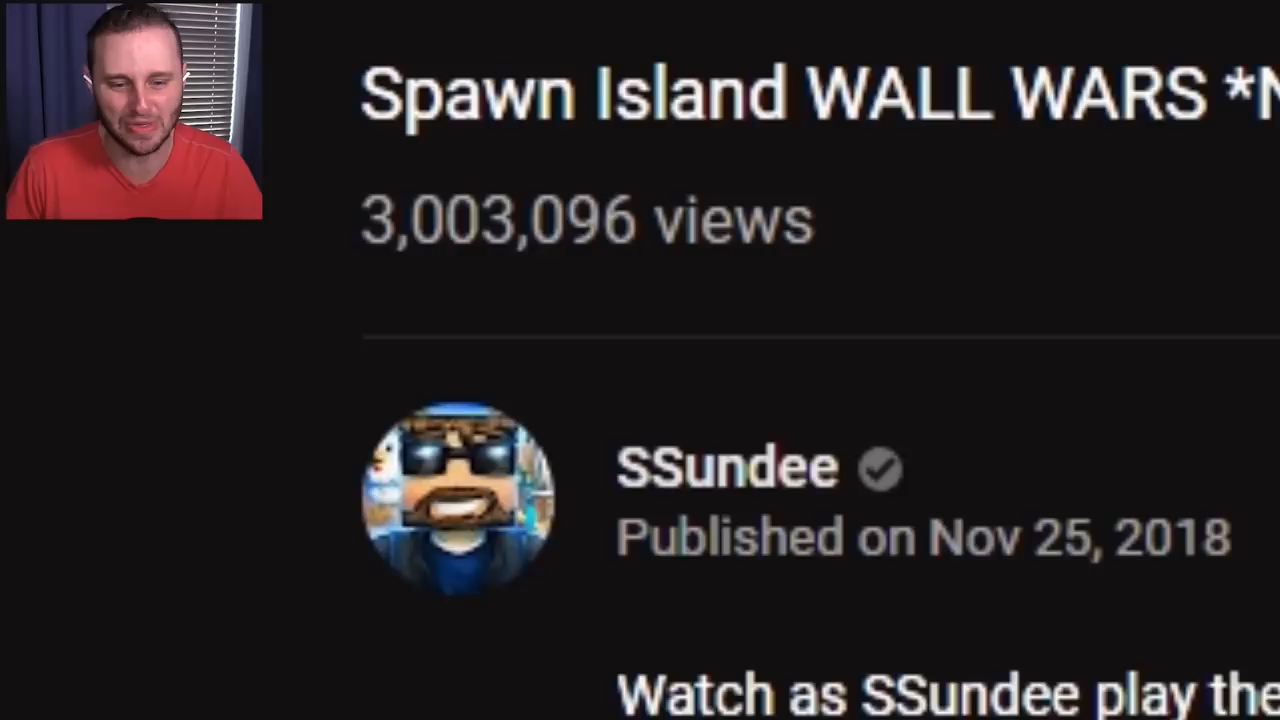 Spawn Island WALL WARS *
3,003,096 views
SSundee
Published on Nov 25, 2018
Watch as SSundee play the